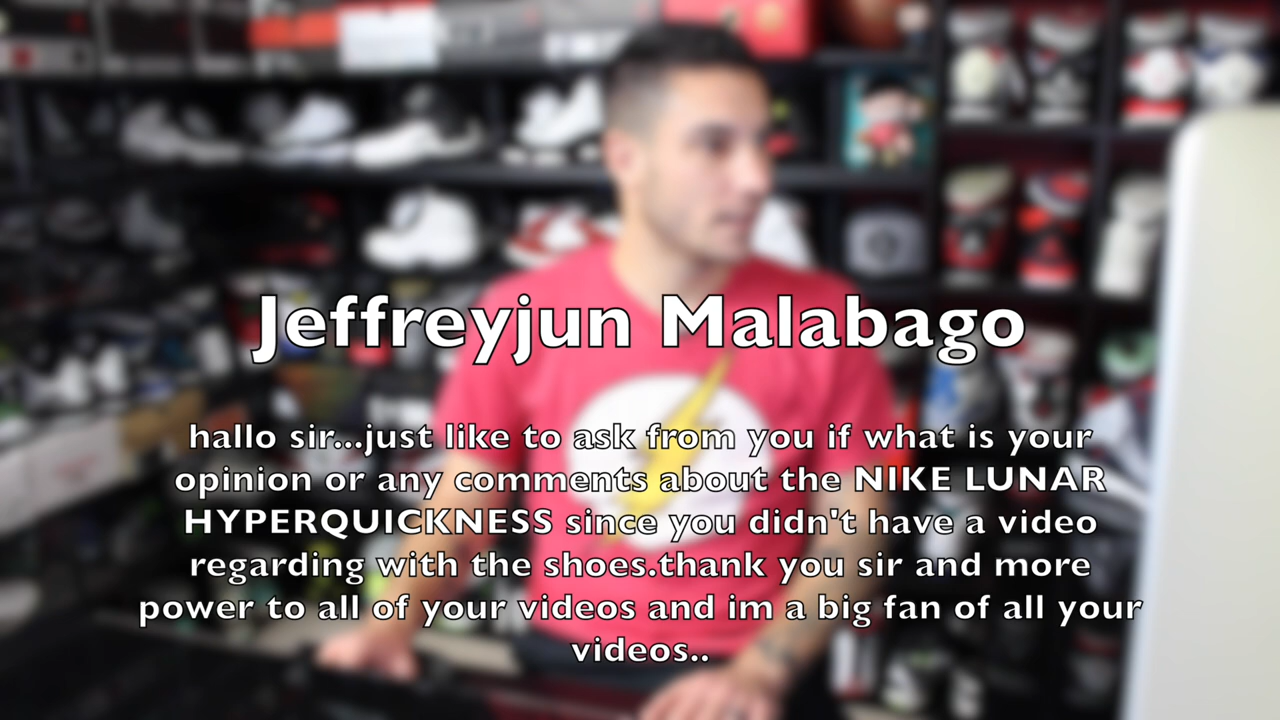 Jeffreyjun Malabago
hallo sir...just like to ask from you if what is your
opinion or any comments about the NIKE LUNAR
HYPERQUICKNESS since you didn't have a video
regarding with the shoes.thank you sir and more
power to all of your videos and im a big fan of all your
videos..